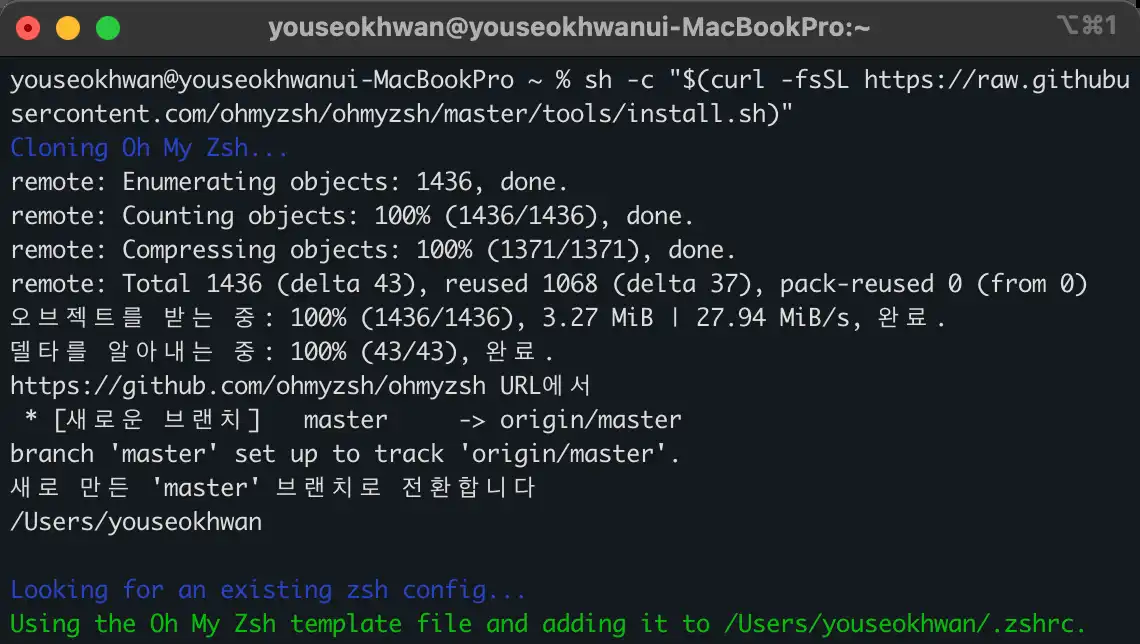 youseokhwan@youseokhwanui-MacBookPro:~
⌥⌘1
youseokhwan@youseokhwanui-MacBookPro ~ % sh -c "$(curl -fsSL https://raw.githubu
sercontent.com/ohmyzsh/ohmyzsh/master/tools/install.sh)"
Cloning Oh My Zsh...
remote: Enumerating objects: 1436, done.
remote: Counting objects: 100% (1436/1436), done.
remote: Compressing objects: 100% (1371/1371), done.
remote: Total 1436 (delta 43), reused 1068 (delta 37), pack-reused 0 (from 0)
오브젝트를 받는 중: 100% (1436/1436), 3.27 MiB | 27.94 MiB/s, 완료.
델타를 알아내는 중: 100% (43/43), 완료.
https://github.com/ohmyzsh/ohmyzsh URL에서
 * [새로운 브랜치]   master     -> origin/master
branch 'master' set up to track 'origin/master'.
새로 만든 'master' 브랜치로 전환합니다
/Users/youseokhwan
Looking for an existing zsh config...
Using the Oh My Zsh template file and adding it to /Users/youseokhwan/.zshrc.